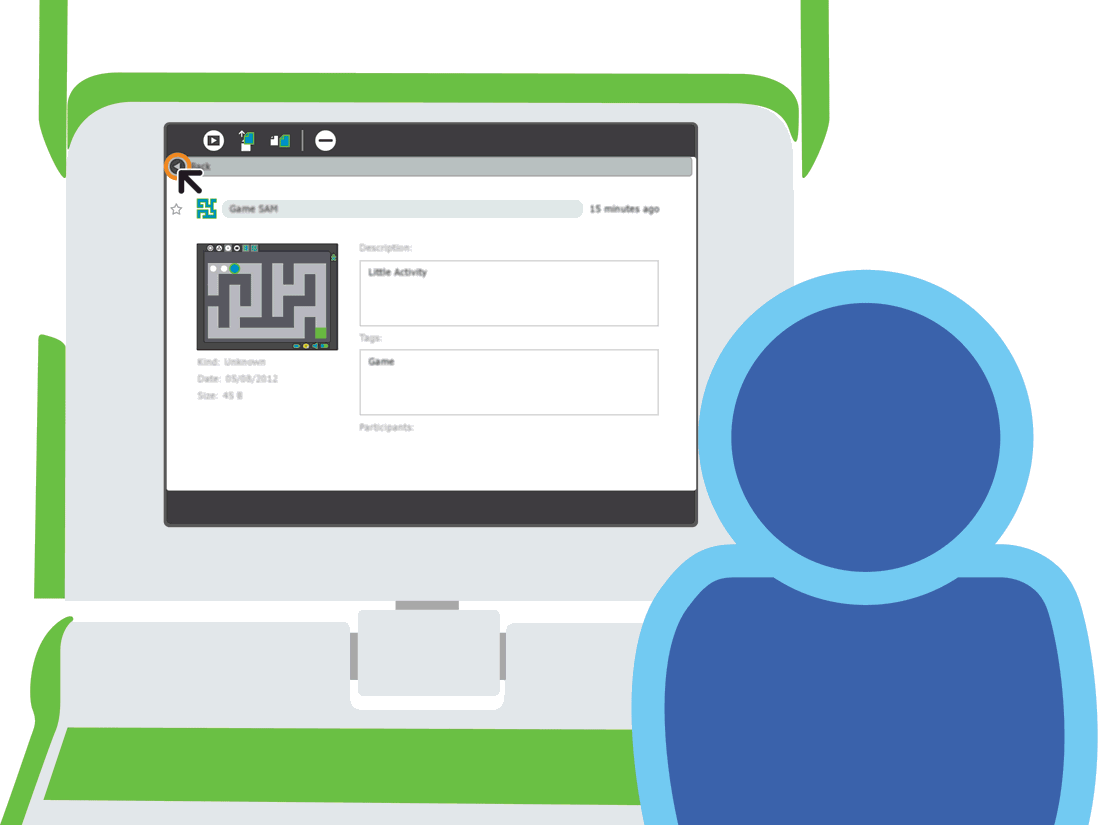 Back
Game SAM
15 minutes ago
Description:
Little Activity
Tags:
Game
Kind: Unknown
Date: 05/08/2012
Size: 45 B
Participants: